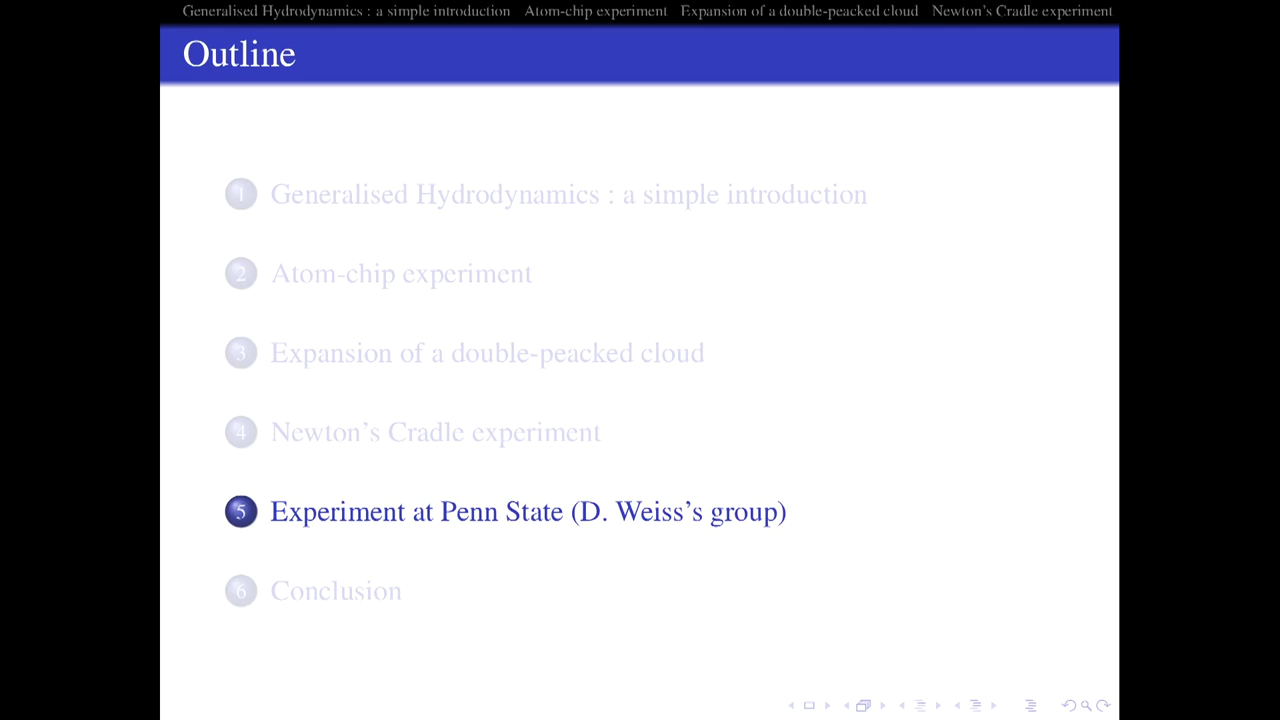 Generalised Hydrodynamics : a simple introduction Atom-chip experiment Expansion of a double-peacked cloud Newton's Cradle experiment
Outline
1 Generalised Hydrodynamics : a simple introduction
2 Atom-chip experiment
3 Expansion of a double-peacked cloud
4 Newton's Cradle experiment
5 Experiment at Penn State (D. Weiss's group)
6 Conclusion